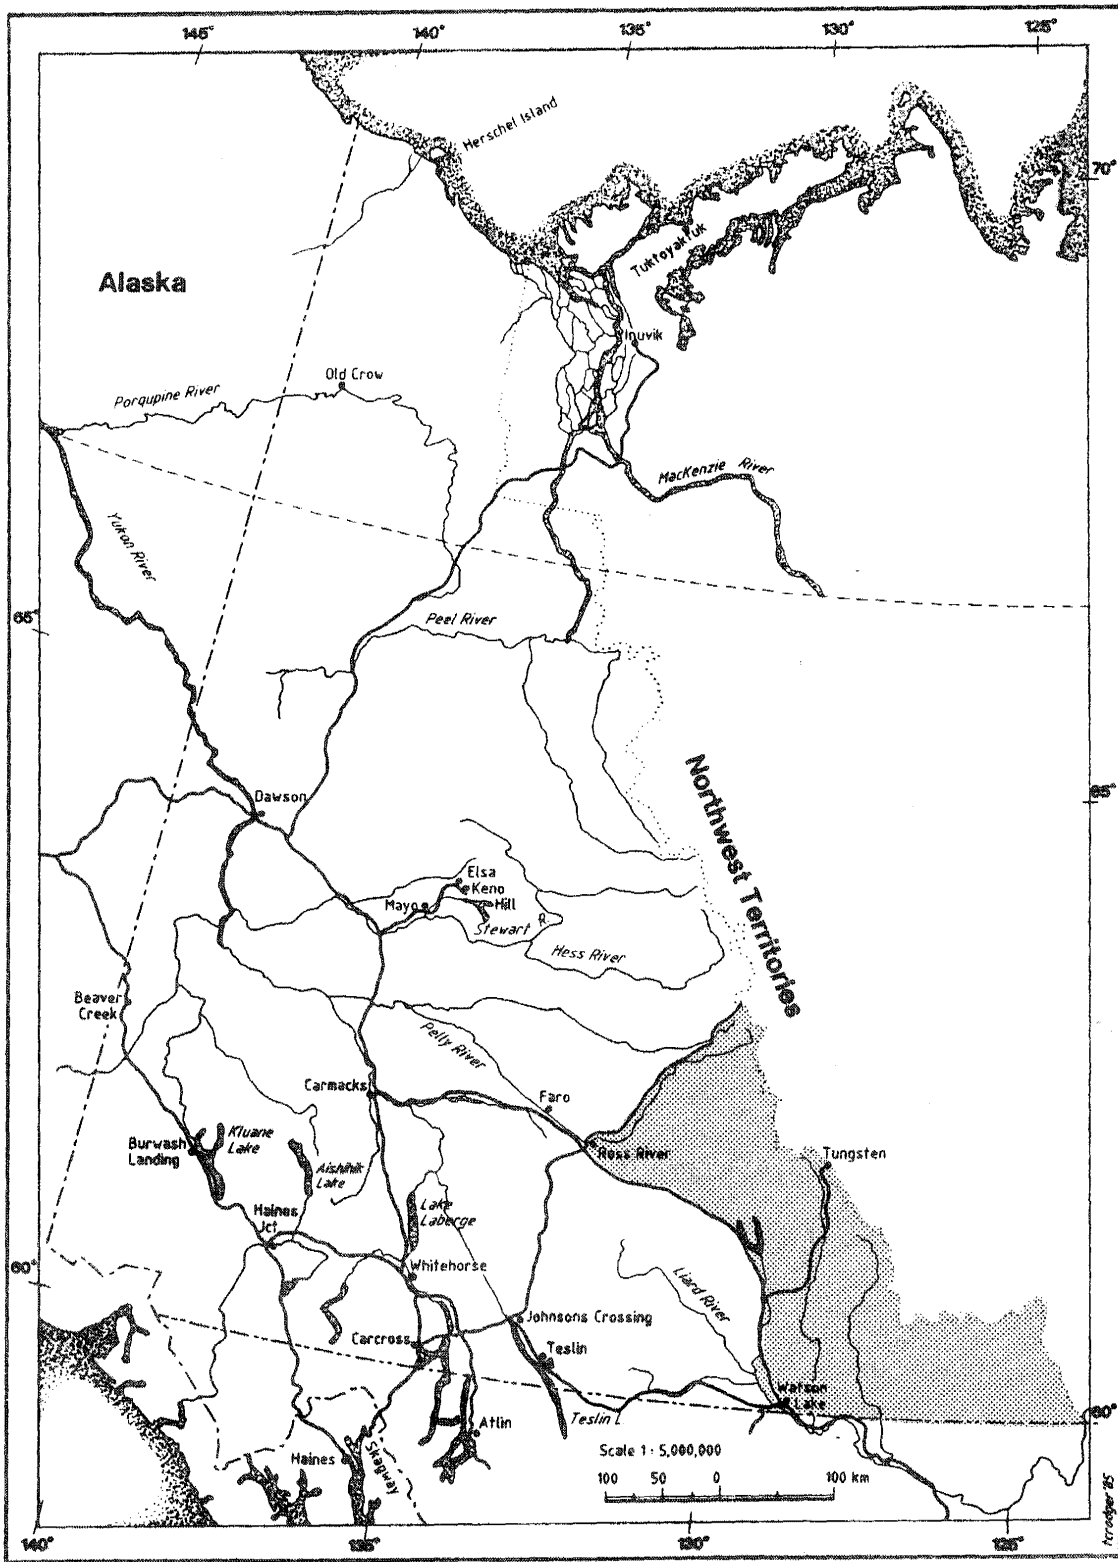 145°
140°
135°
130°
125°
Herschel Island
70°
Tuktoyaktuk
Alaska
Inuvik
Old Crow
Porqupine River
MacKenzie River
Yukon River
65°
Peel River
Northwest Territories
65°
Dawson
Elsa
Keno
Hill
Mayo
Stewart R.
Hess River
Beaver
Creek
Pelly River
Carmacks
Faro
Burwash
Landing
Kluane
Lake
Ross River
Tungsten
Aishihik
Lake
Haines
Jct
Lake
Laberge
60°
Whitehorse
Liard River
Johnsons Crossing
Carcross
Teslin
Watson
Lake
60°
Atlin
Teslin L.
Haines
Skagway
Scale 1 : 5,000,000
100 50 0 100 km
140°
135°
130°
125°